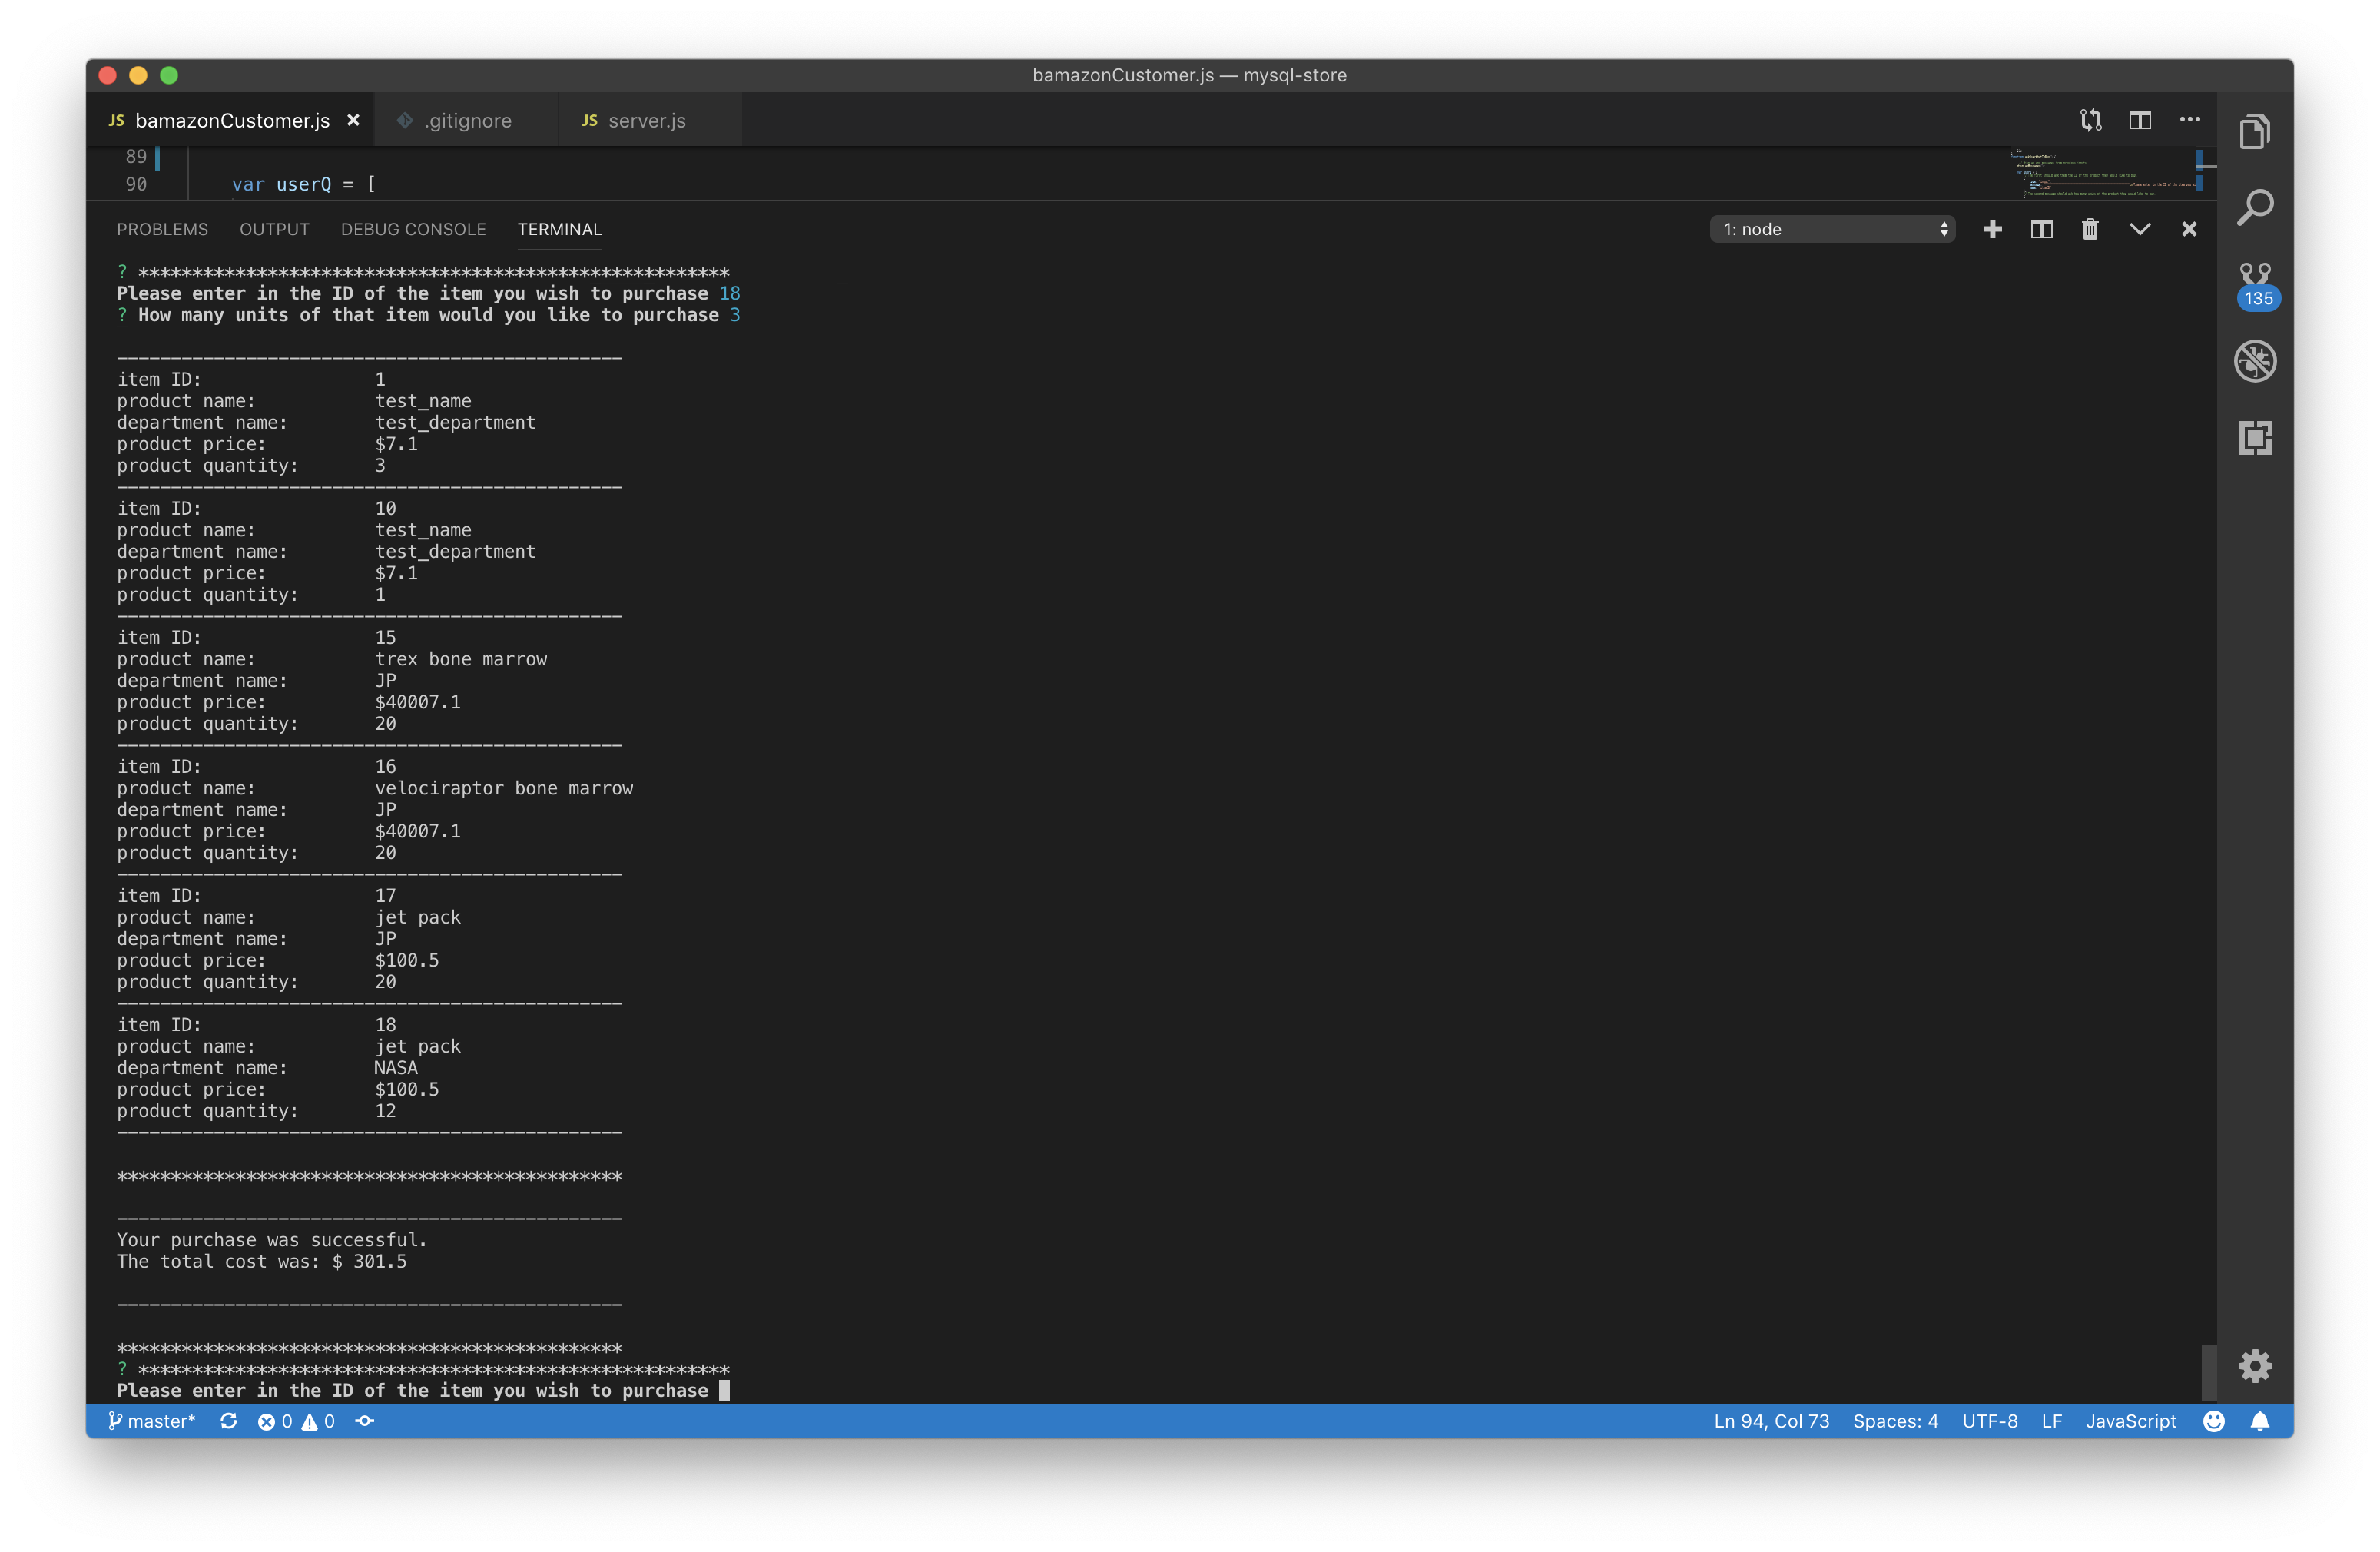 bamazonCustomer.js — mysql-store
JS bamazonCustomer.js × .gitignore JS server.js
89
90 var userQ = [
PROBLEMS OUTPUT DEBUG CONSOLE TERMINAL 1: node
135
? *******************************************************
Please enter in the ID of the item you wish to purchase 18
? How many units of that item would you like to purchase 3
-----------------------------------------------
item ID: 1
product name: test_name
department name: test_department
product price: $7.1
product quantity: 3
-----------------------------------------------
item ID: 10
product name: test_name
department name: test_department
product price: $7.1
product quantity: 1
-----------------------------------------------
item ID: 15
product name: trex bone marrow
department name: JP
product price: $40007.1
product quantity: 20
-----------------------------------------------
item ID: 16
product name: velociraptor bone marrow
department name: JP
product price: $40007.1
product quantity: 20
-----------------------------------------------
item ID: 17
product name: jet pack
department name: JP
product price: $100.5
product quantity: 20
-----------------------------------------------
item ID: 18
product name: jet pack
department name: NASA
product price: $100.5
product quantity: 12
-----------------------------------------------
***********************************************
-----------------------------------------------
Your purchase was successful.
The total cost was: $ 301.5
-----------------------------------------------
***********************************************
? *******************************************************
Please enter in the ID of the item you wish to purchase
master* 0 0 Ln 94, Col 73 Spaces: 4 UTF-8 LF JavaScript